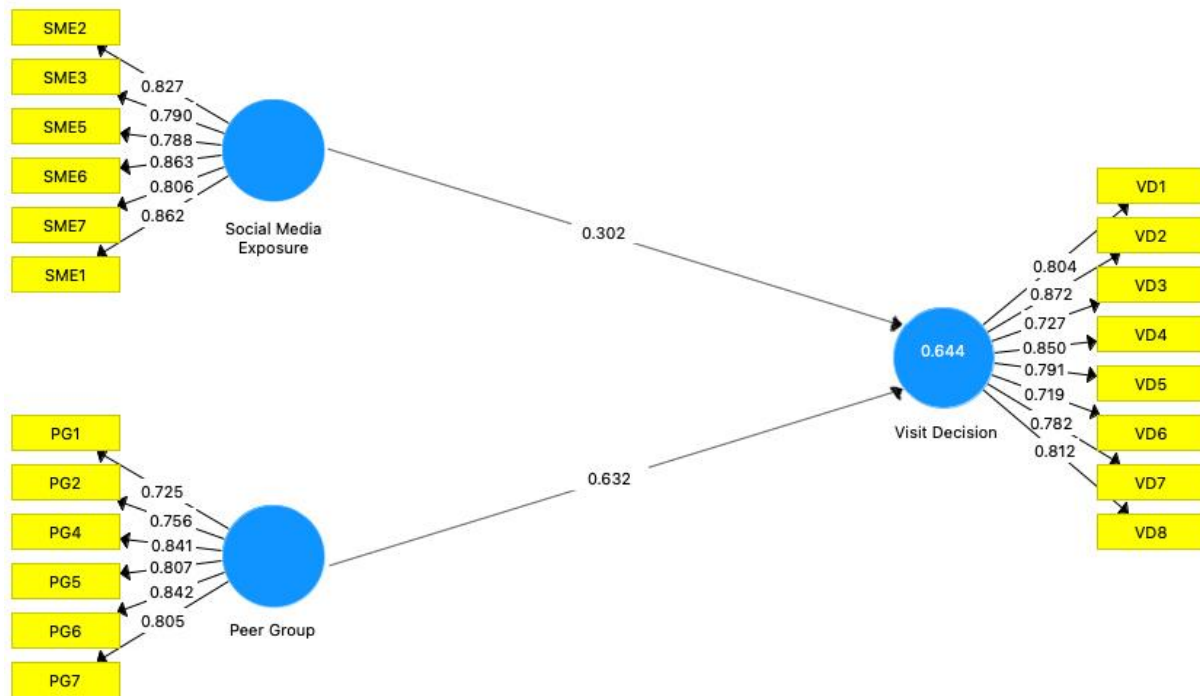 SME2
SME3
SME5
SME6
SME7
SME1
0.827
0.790
0.788
0.863
0.806
0.862
Social Media
Exposure
0.302
PG1
PG2
PG4
PG5
PG6
PG7
0.725
0.756
0.841
0.807
0.842
0.805
Peer Group
0.632
0.644
Visit Decision
0.804
0.872
0.727
0.850
0.791
0.719
0.782
0.812
VD1
VD2
VD3
VD4
VD5
VD6
VD7
VD8